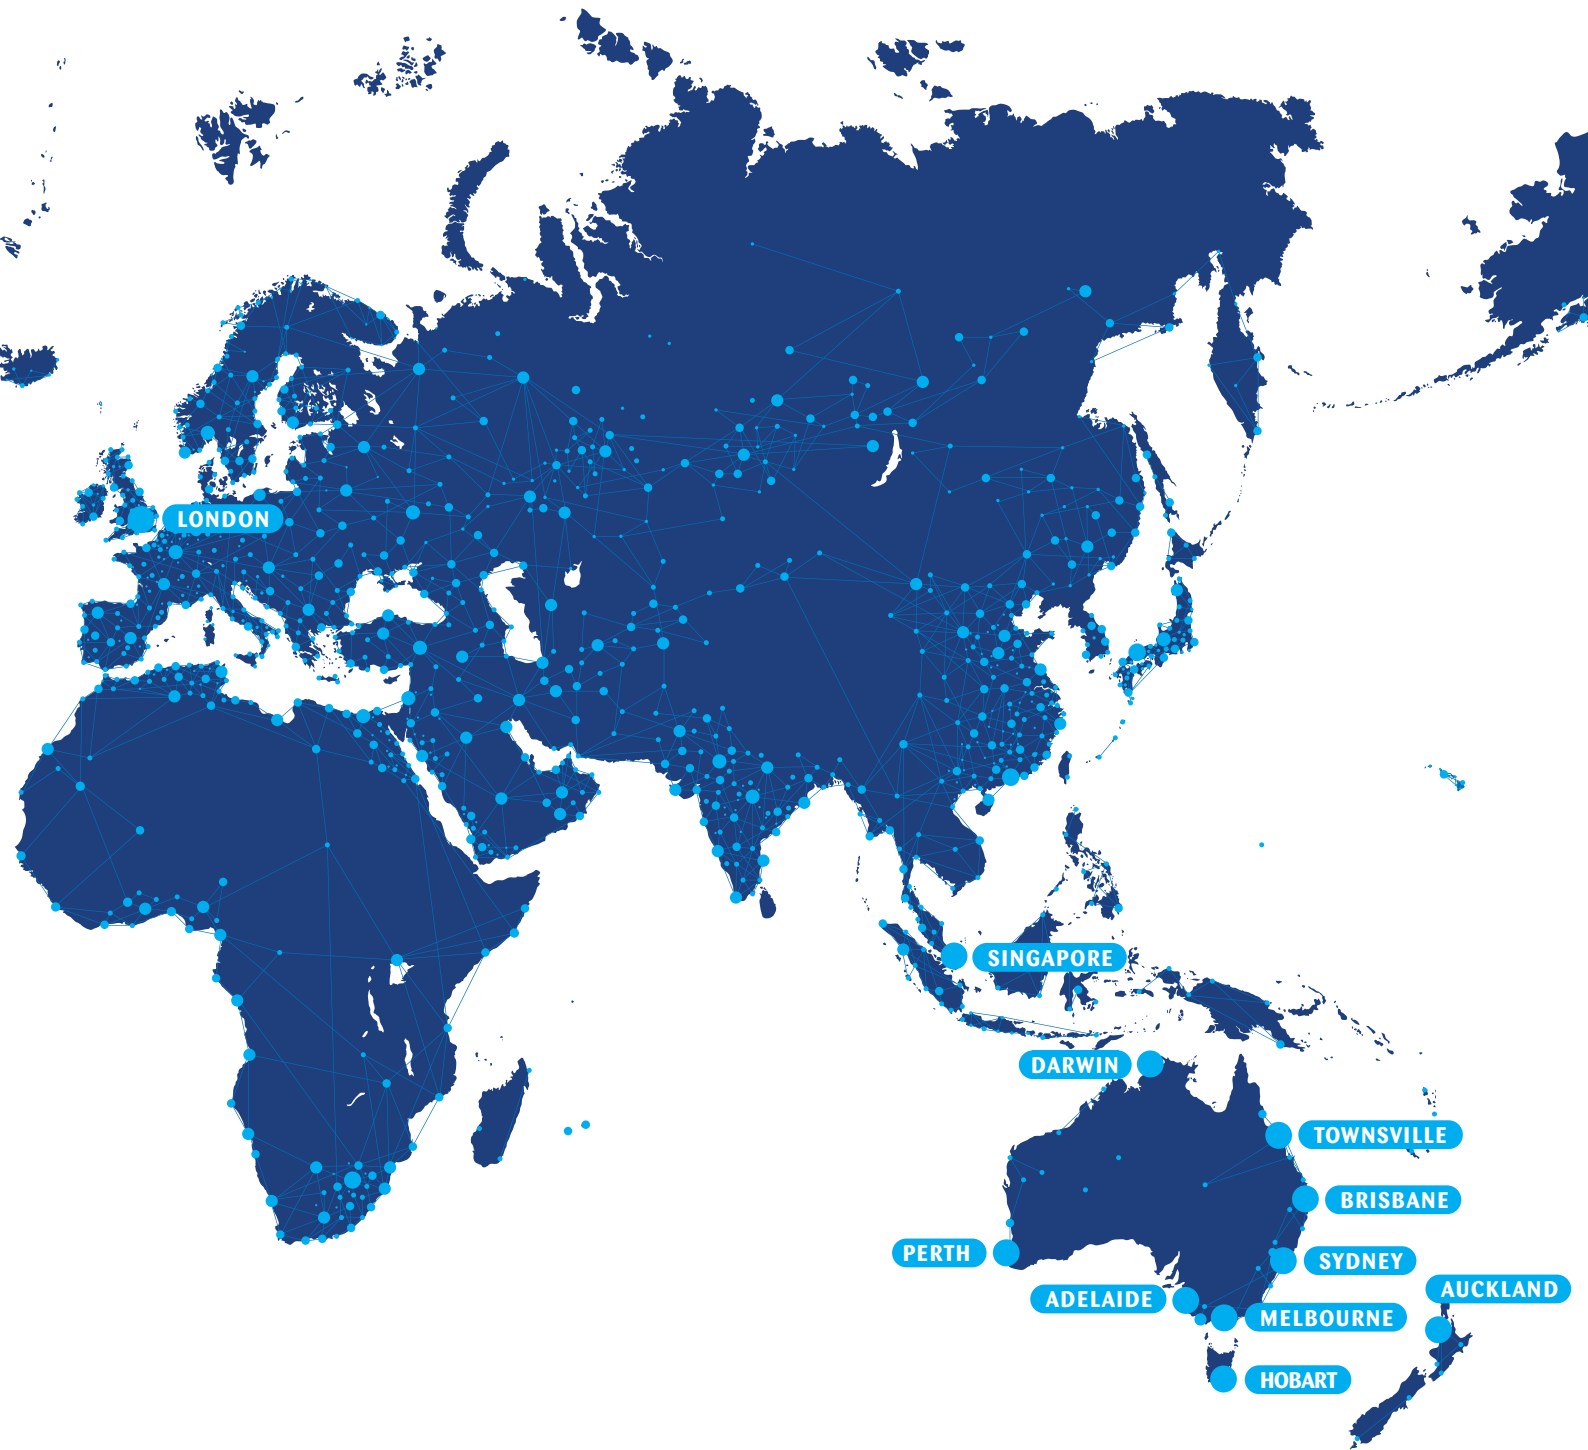 LONDON
SINGAPORE
DARWIN
TOWNSVILLE
BRISBANE
PERTH
SYDNEY
AUCKLAND
ADELAIDE
MELBOURNE
HOBART